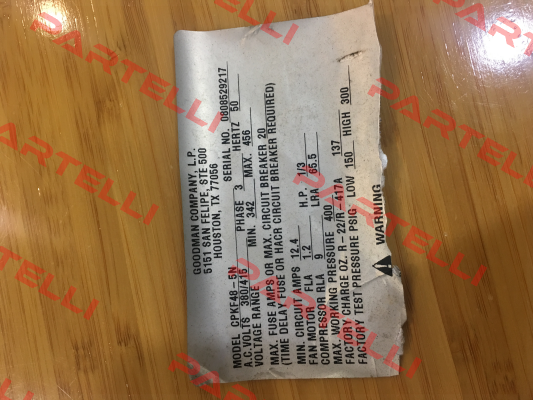 GOODMAN COMPANY, L.P.
5151 SAN FELIPE, STE 500
HOUSTON, TX 77056
SERIAL NO. 0808529217
MODEL CPKF48-5N
A.C. VOLTS 380/415 PHASE 3 HERTZ 50
VOLTAGE RANGE MIN. 342 MAX. 456
MAX. FUSE AMPS OR MAX. CIRCUIT BREAKER 20
(TIME DELAY FUSE OR HACR CIRCUIT BREAKER REQUIRED)
MIN. CIRCUIT AMPS 12.4
FAN MOTOR FLA 1.2 H.P. 1/3
COMPRESSOR RLA 9 LRA 65.5
MAX. WORKING PRESSURE 400
FACTORY CHARGE OZ. R-22/R-417A 137
FACTORY TEST PRESSURE PSIG LOW 150 HIGH 300
WARNING
PARTELLI
PARTELLI
PARTELLI
PARTELLI
PARTELLI